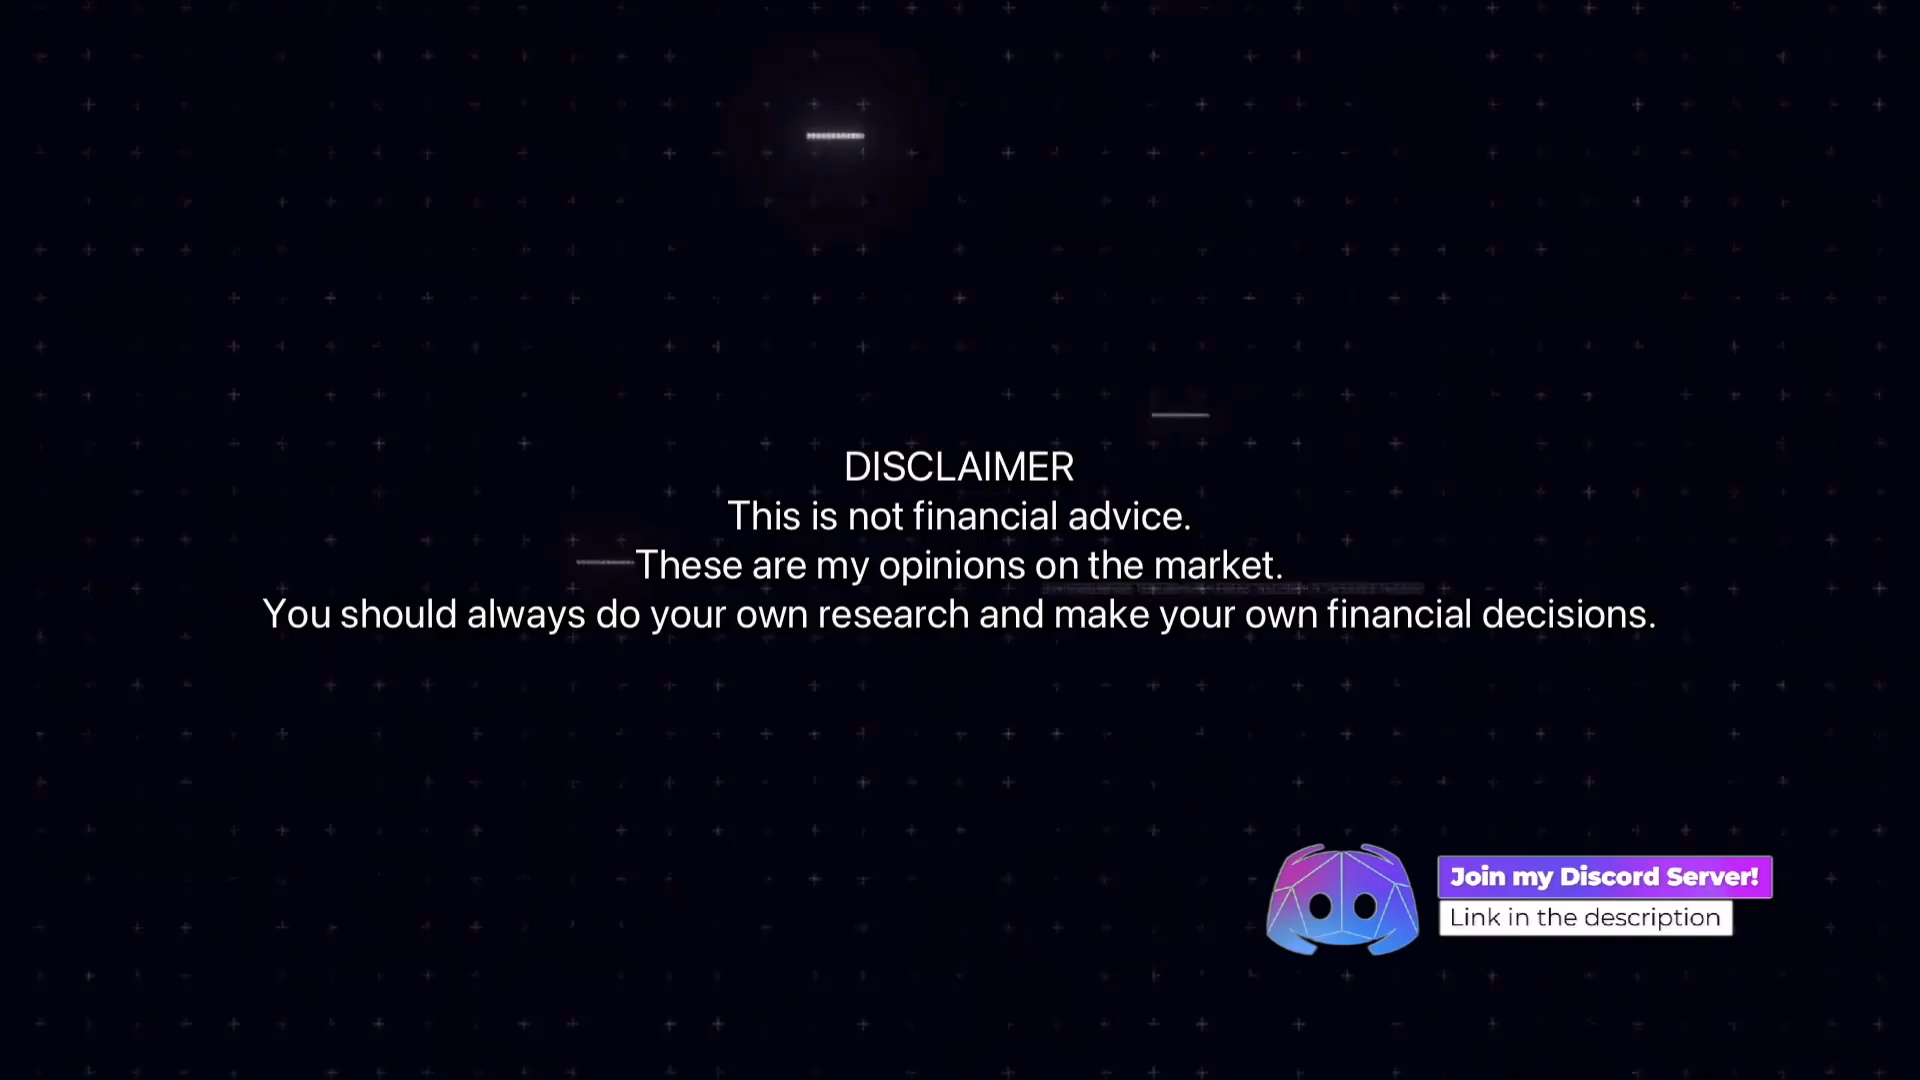 DISCLAIMER
This is not financial advice.
These are my opinions on the market.
You should always do your own research and make your own financial decisions.
Join my Discord Server!
Link in the description